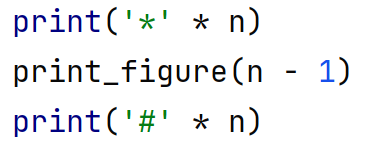 print('*' * n)
print_figure(n - 1)
print('#' * n)